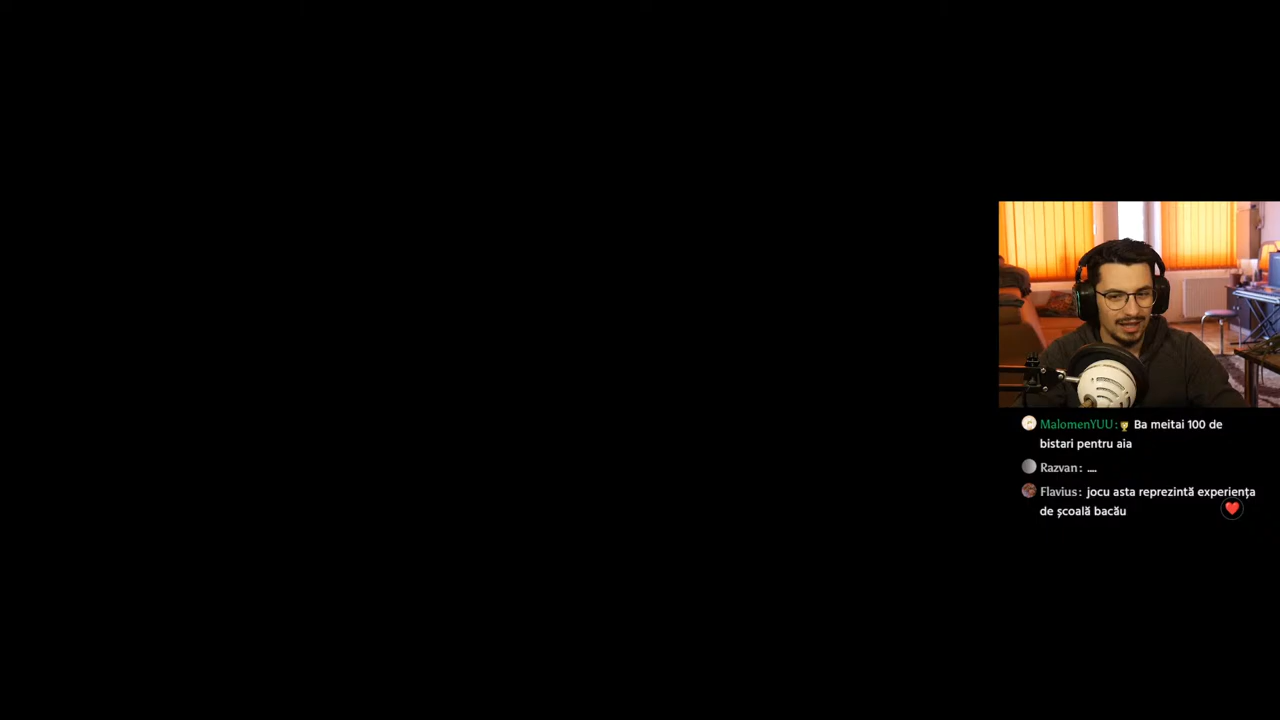 MalomenYUU: Ba meitai 100 de
bistari pentru aia
Razvan: ....
Flavius: jocu asta reprezintă experiența
de școală bacău